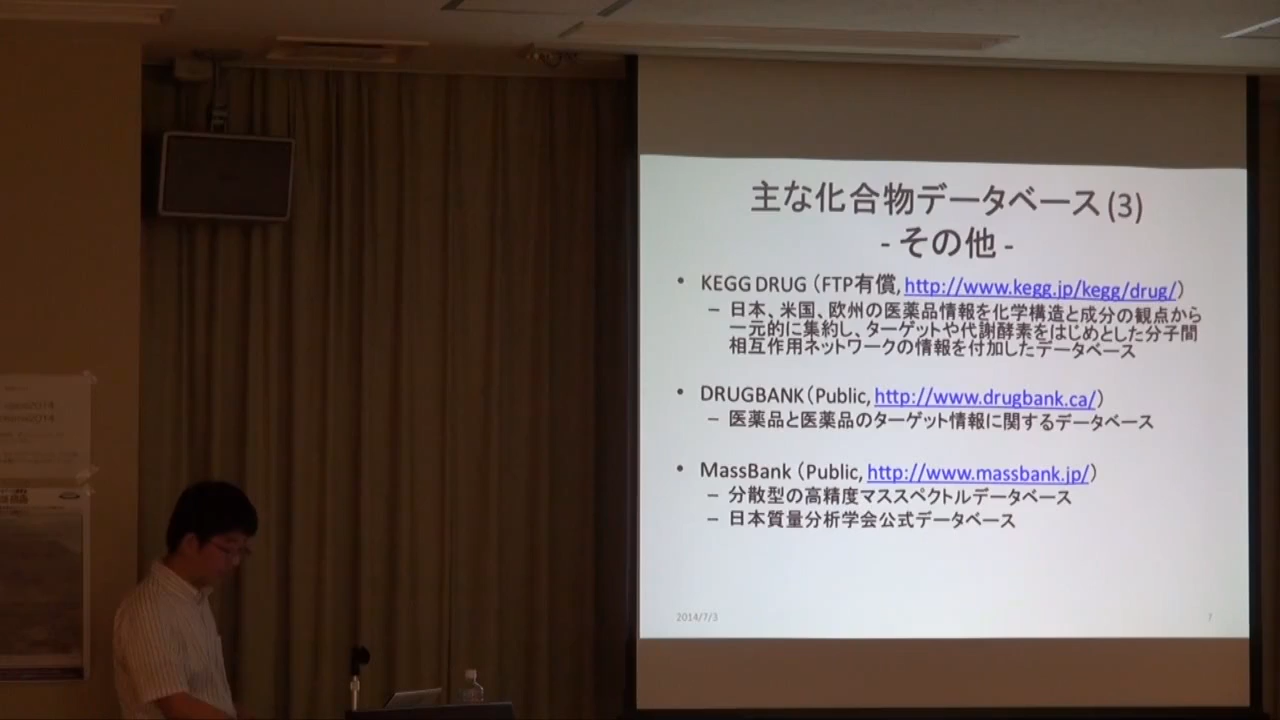 主な化合物データベース(3)
- その他 -
• KEGG DRUG (FTP有償, http://www.kegg.jp/kegg/drug/)
– 日本、米国、欧州の医薬品情報を化学構造と成分の観点から
一元的に集約し、ターゲットや代謝酵素をはじめとした分子間
相互作用ネットワークの情報を付加したデータベース
• DRUGBANK (Public, http://www.drugbank.ca/)
– 医薬品と医薬品のターゲット情報に関するデータベース
• MassBank (Public, http://www.massbank.jp/)
– 分散型の高精度マススペクトルデータベース
– 日本質量分析学会公式データベース
2014/7/3
7